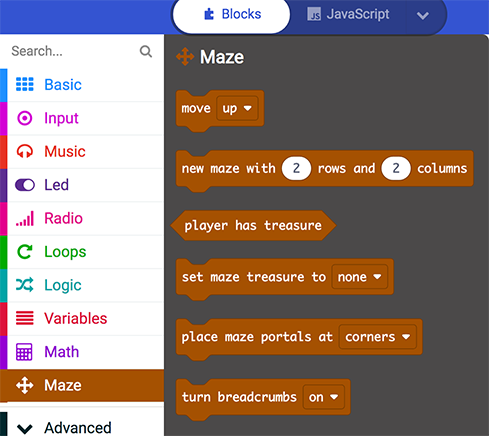 Blocks
JS JavaScript
Search...
Basic
Input
Music
Led
Radio
Loops
Logic
Variables
Math
Maze
Advanced
Maze
move up
new maze with 2 rows and 2 columns
player has treasure
set maze treasure to none
place maze portals at corners
turn breadcrumbs on